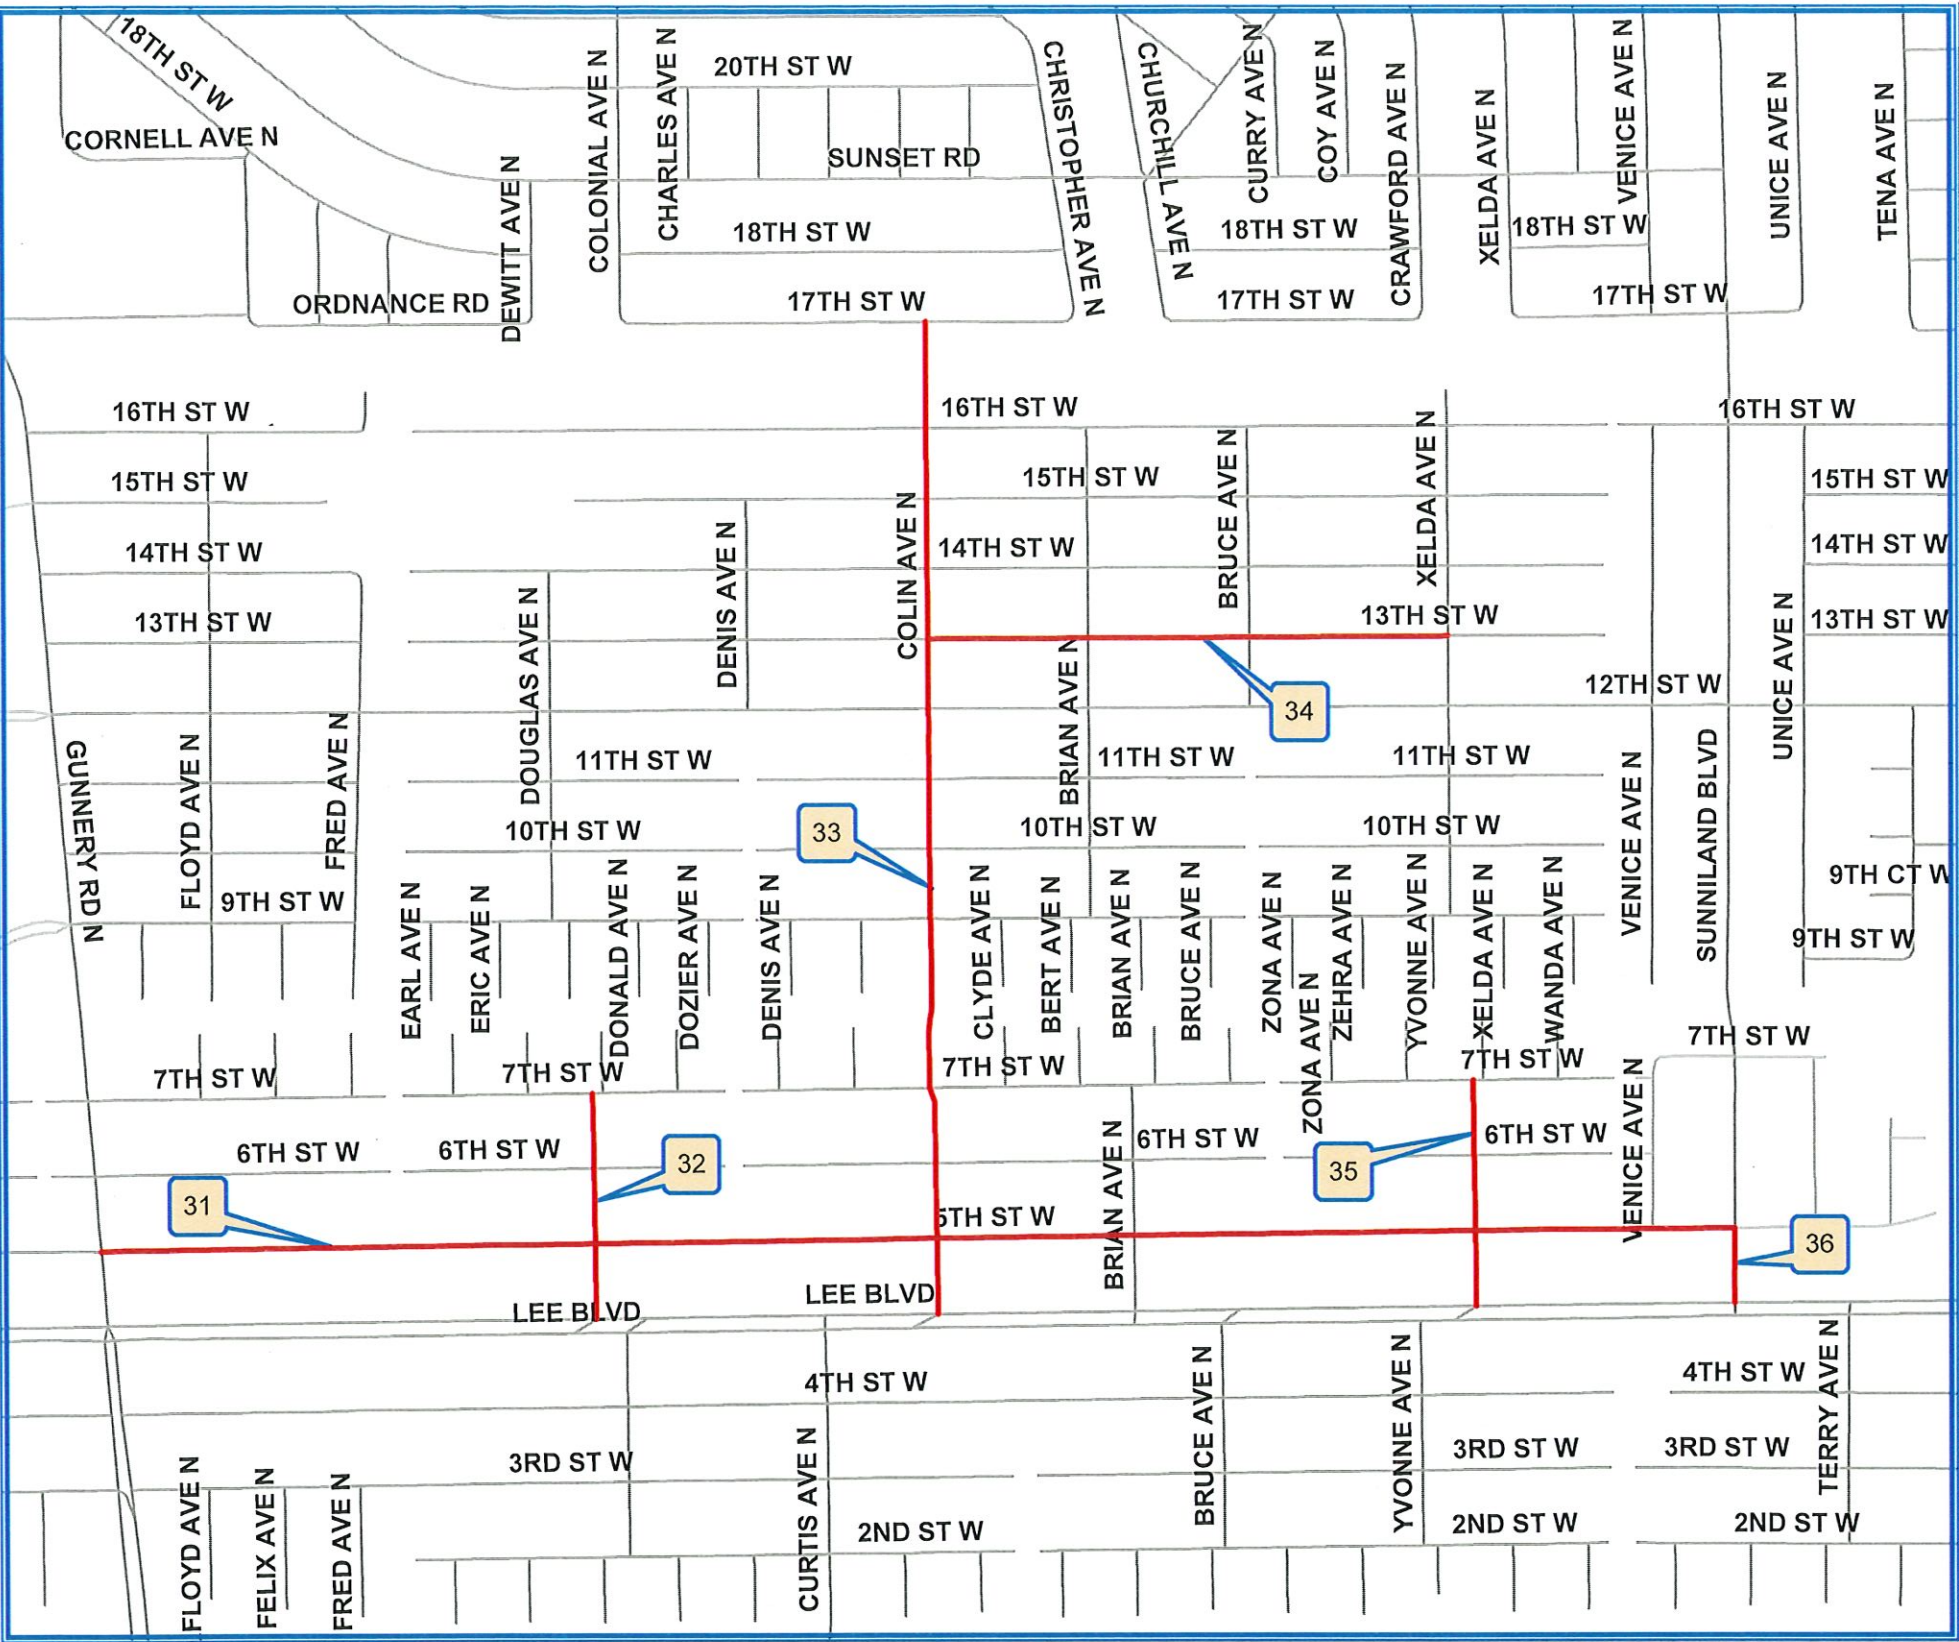 18TH ST W
CORNELL AVE N
COLONIAL AVE N
CHARLES AVE N
20TH ST W
CHRISTOPHER AVE N
CHURCHILL AVE N
CURRY AVE N
COY AVE N
CRAWFORD AVE N
XELDA AVE N
VENICE AVE N
UNICE AVE N
TENA AVE N
SUNSET RD
DEWITT AVE N
18TH ST W
18TH ST W
18TH ST W
ORDNANCE RD
17TH ST W
17TH ST W
17TH ST W
16TH ST W
16TH ST W
16TH ST W
15TH ST W
15TH ST W
15TH ST W
14TH ST W
14TH ST W
14TH ST W
13TH ST W
13TH ST W
13TH ST W
DOUGLAS AVE N
DENIS AVE N
COLIN AVE N
BRIAN AVE N
BRUCE AVE N
XELDA AVE N
UNICE AVE N
12TH ST W
34
GUNNERY RD N
FLOYD AVE N
FRED AVE N
11TH ST W
11TH ST W
11TH ST W
VENICE AVE N
SUNNILAND BLVD
10TH ST W
33
10TH ST W
10TH ST W
9TH CT W
9TH ST W
9TH ST W
EARL AVE N
ERIC AVE N
DONALD AVE N
DOZIER AVE N
DENIS AVE N
CLYDE AVE N
BERT AVE N
BRIAN AVE N
BRUCE AVE N
ZONA AVE N
ZONA AVE N
ZEHRA AVE N
YVONNE AVE N
XELDA AVE N
WANDA AVE N
7TH ST W
7TH ST W
7TH ST W
7TH ST W
7TH ST W
VENICE AVE N
6TH ST W
6TH ST W
6TH ST W
6TH ST W
32
35
31
5TH ST W
BRIAN AVE N
36
LEE BLVD
LEE BLVD
4TH ST W
4TH ST W
BRUCE AVE N
YVONNE AVE N
TERRY AVE N
3RD ST W
3RD ST W
3RD ST W
FLOYD AVE N
FELIX AVE N
FRED AVE N
CURTIS AVE N
2ND ST W
2ND ST W
2ND ST W